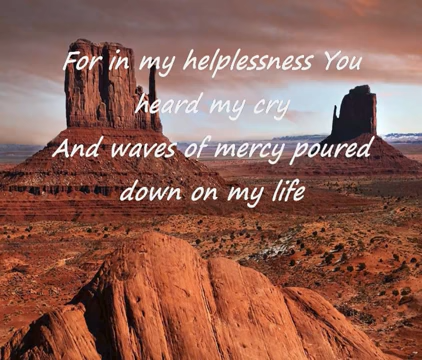 For in my helplessness You
heard my cry
And waves of mercy poured
down on my life